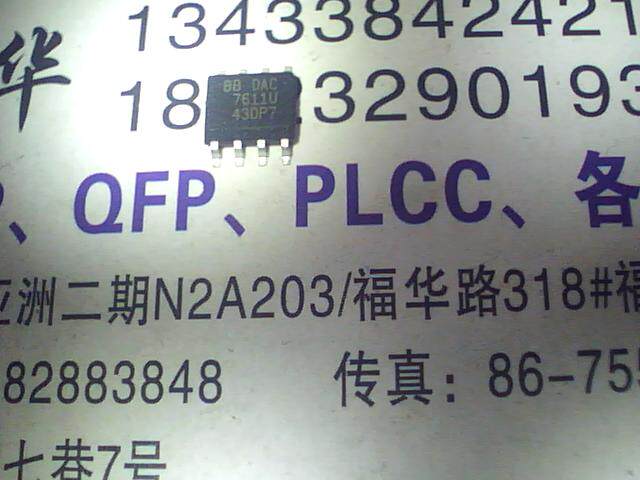 华 13433842421
BB DAC
7611U
43DP7
18 3290193
、QFP、PLCC、各
亚洲二期N2A203/福华路318#福
82883848 传真：86-755
七巷7号